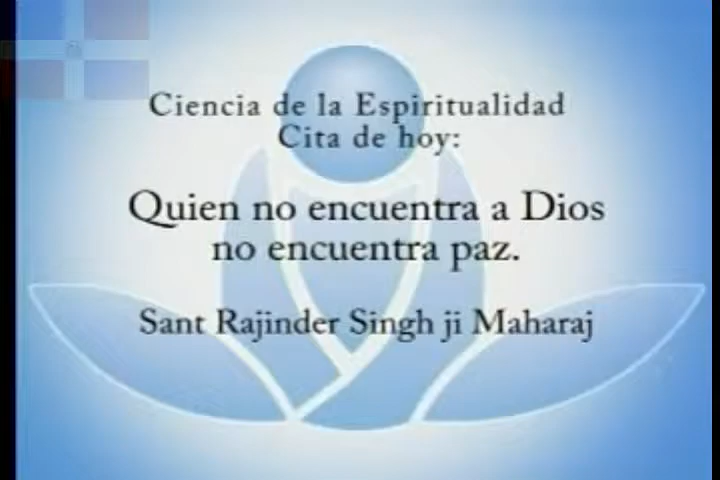 Ciencia de la Espiritualidad
Cita de hoy:
Quien no encuentra a Dios
no encuentra paz.
Sant Rajinder Singh ji Maharaj